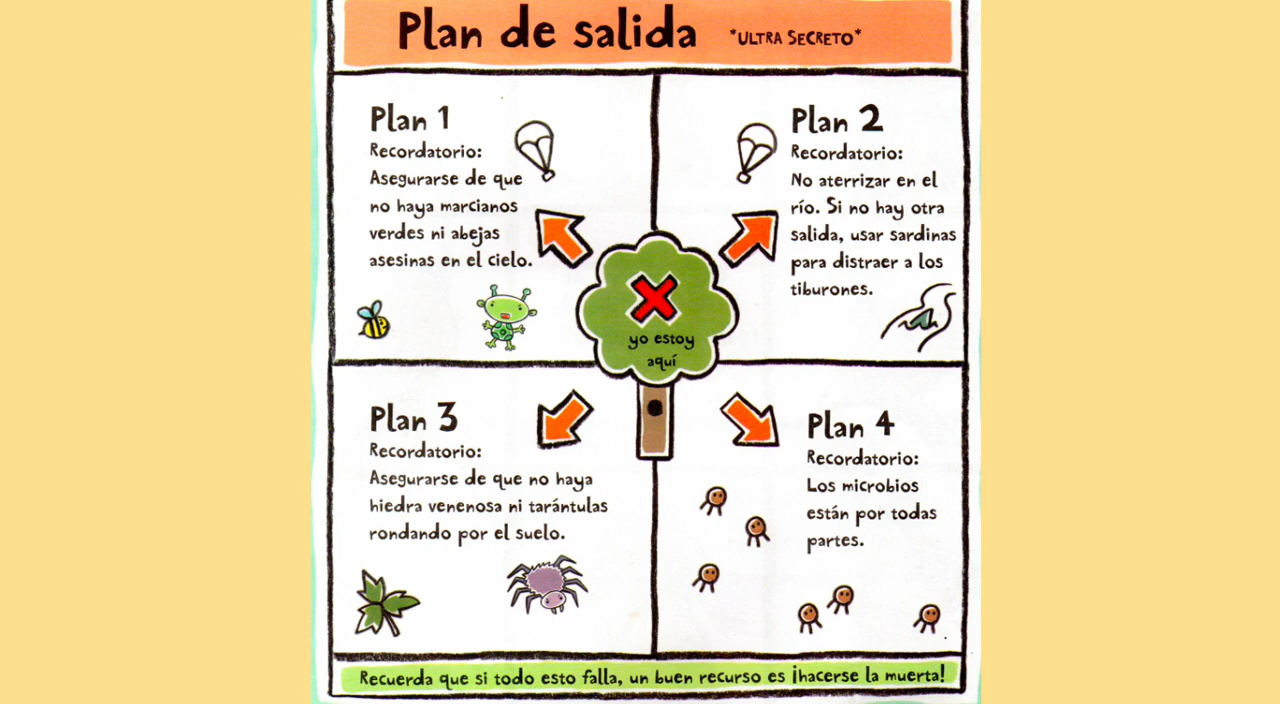 Plan de salida *ULTRA SECRETO*
Plan 1
Recordatorio:
Asegurarse de que
no haya marcianos
verdes ni abejas
asesinas en el cielo.
Plan 2
Recordatorio:
No aterrizar en el
río. Si no hay otra
salida, usar sardinas
para distraer a los
tiburones.
yo estoy
aquí
Plan 3
Recordatorio:
Asegurarse de que no haya
hiedra venenosa ni tarántulas
rondando por el suelo.
Plan 4
Recordatorio:
Los microbios
están por todas
partes.
Recuerda que si todo esto falla, un buen recurso es ¡hacerse la muerta!